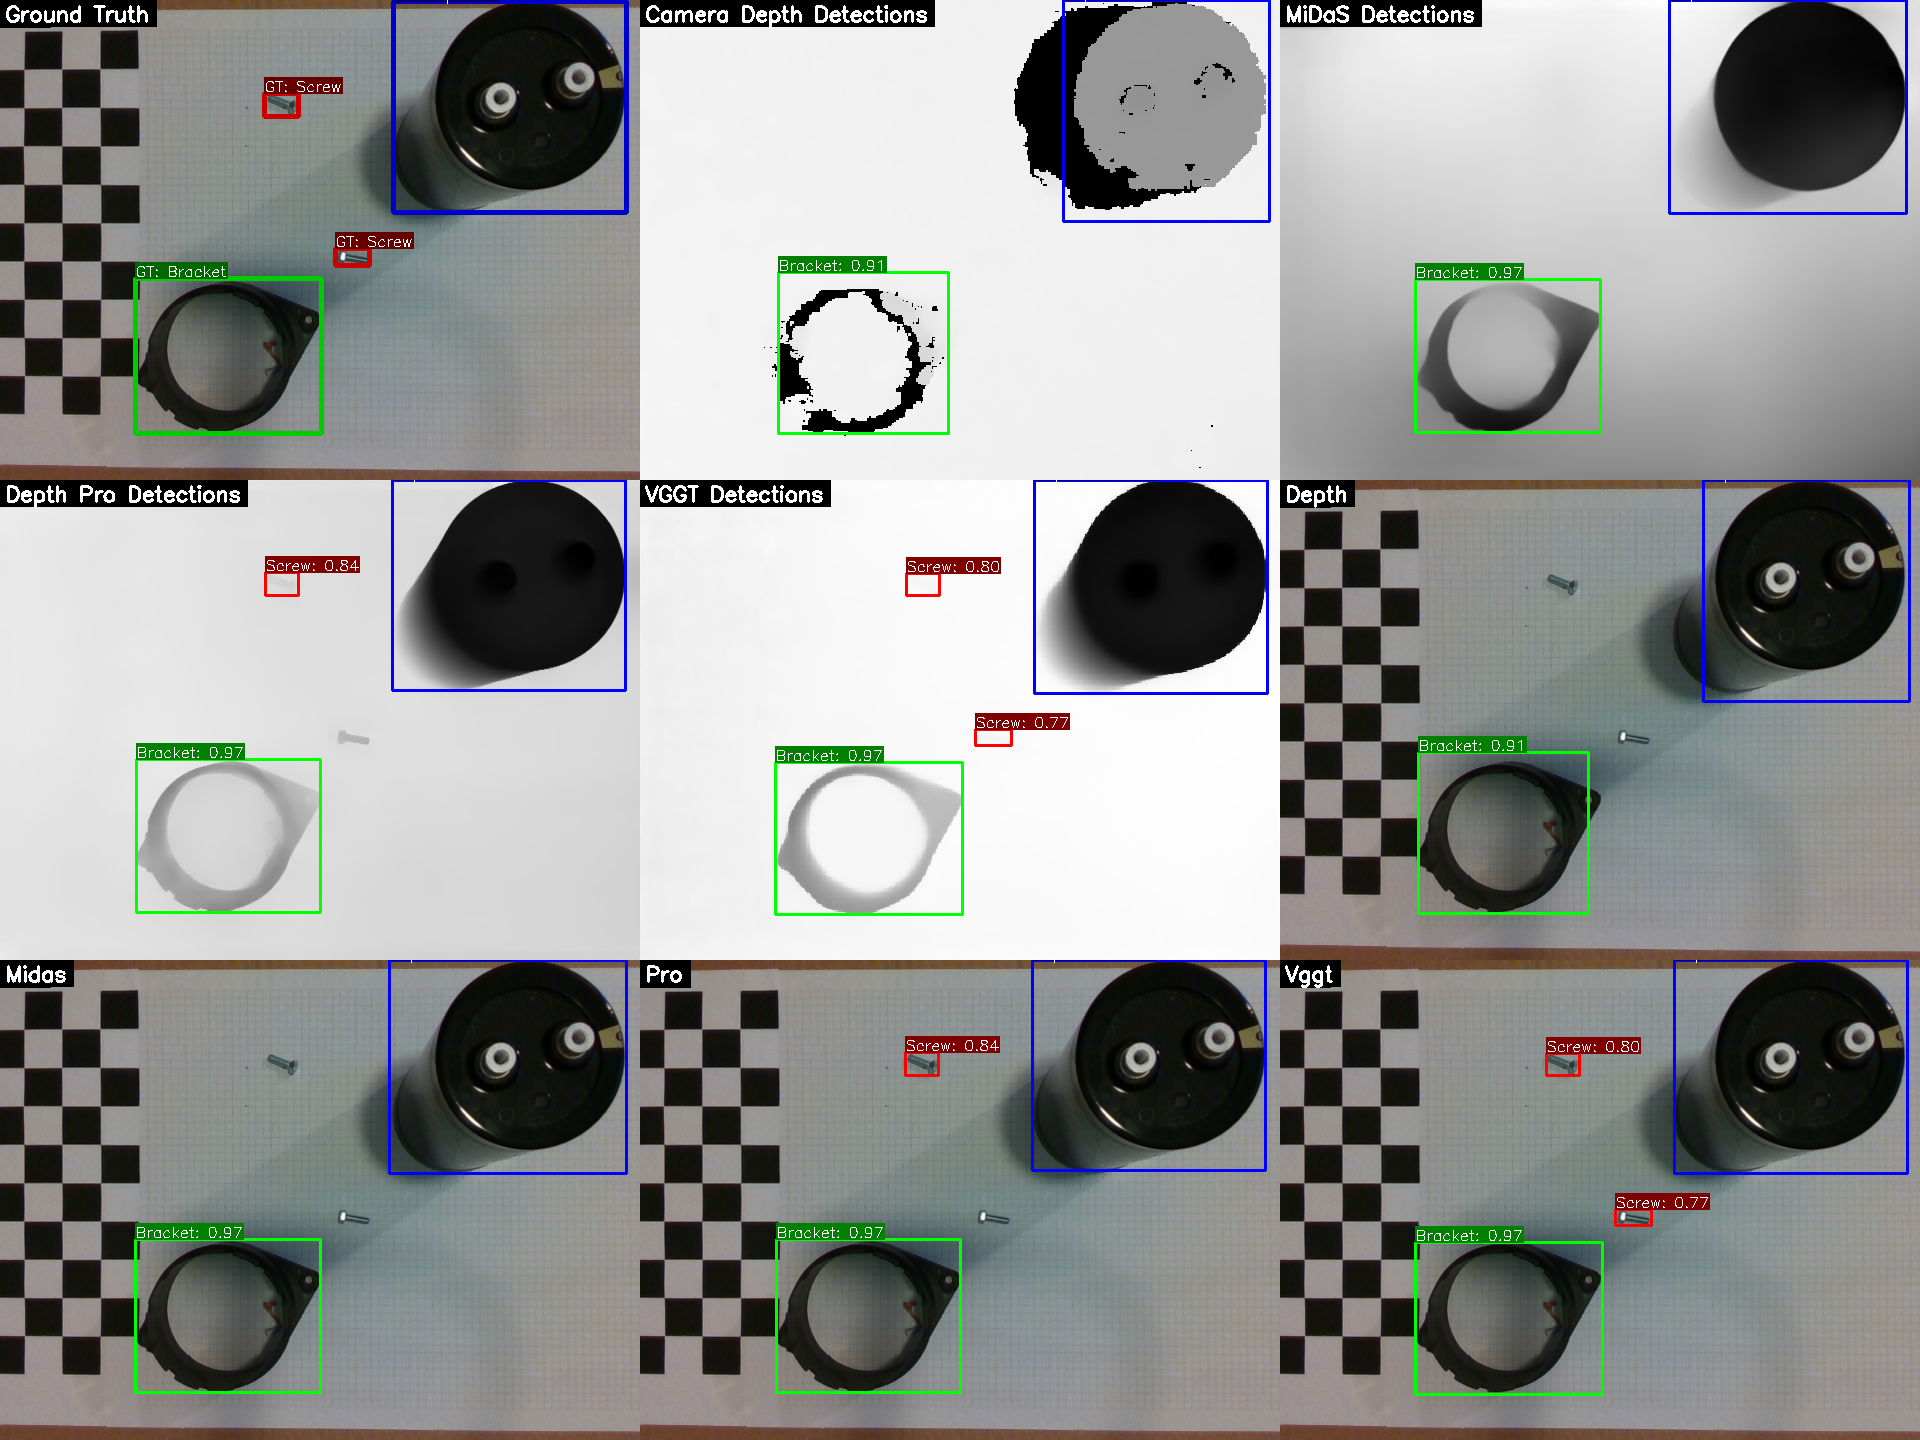 Ground Truth
GT: Screw
GT: Screw
GT: Bracket
Camera Depth Detections
Bracket: 0.91
MiDaS Detections
Bracket: 0.97
Depth Pro Detections
Screw: 0.84
Bracket: 0.97
VGGT Detections
Screw: 0.80
Screw: 0.77
Bracket: 0.97
Depth
Bracket: 0.91
Midas
Bracket: 0.97
Pro
Screw: 0.84
Bracket: 0.97
Vggt
Screw: 0.80
Screw: 0.77
Bracket: 0.97